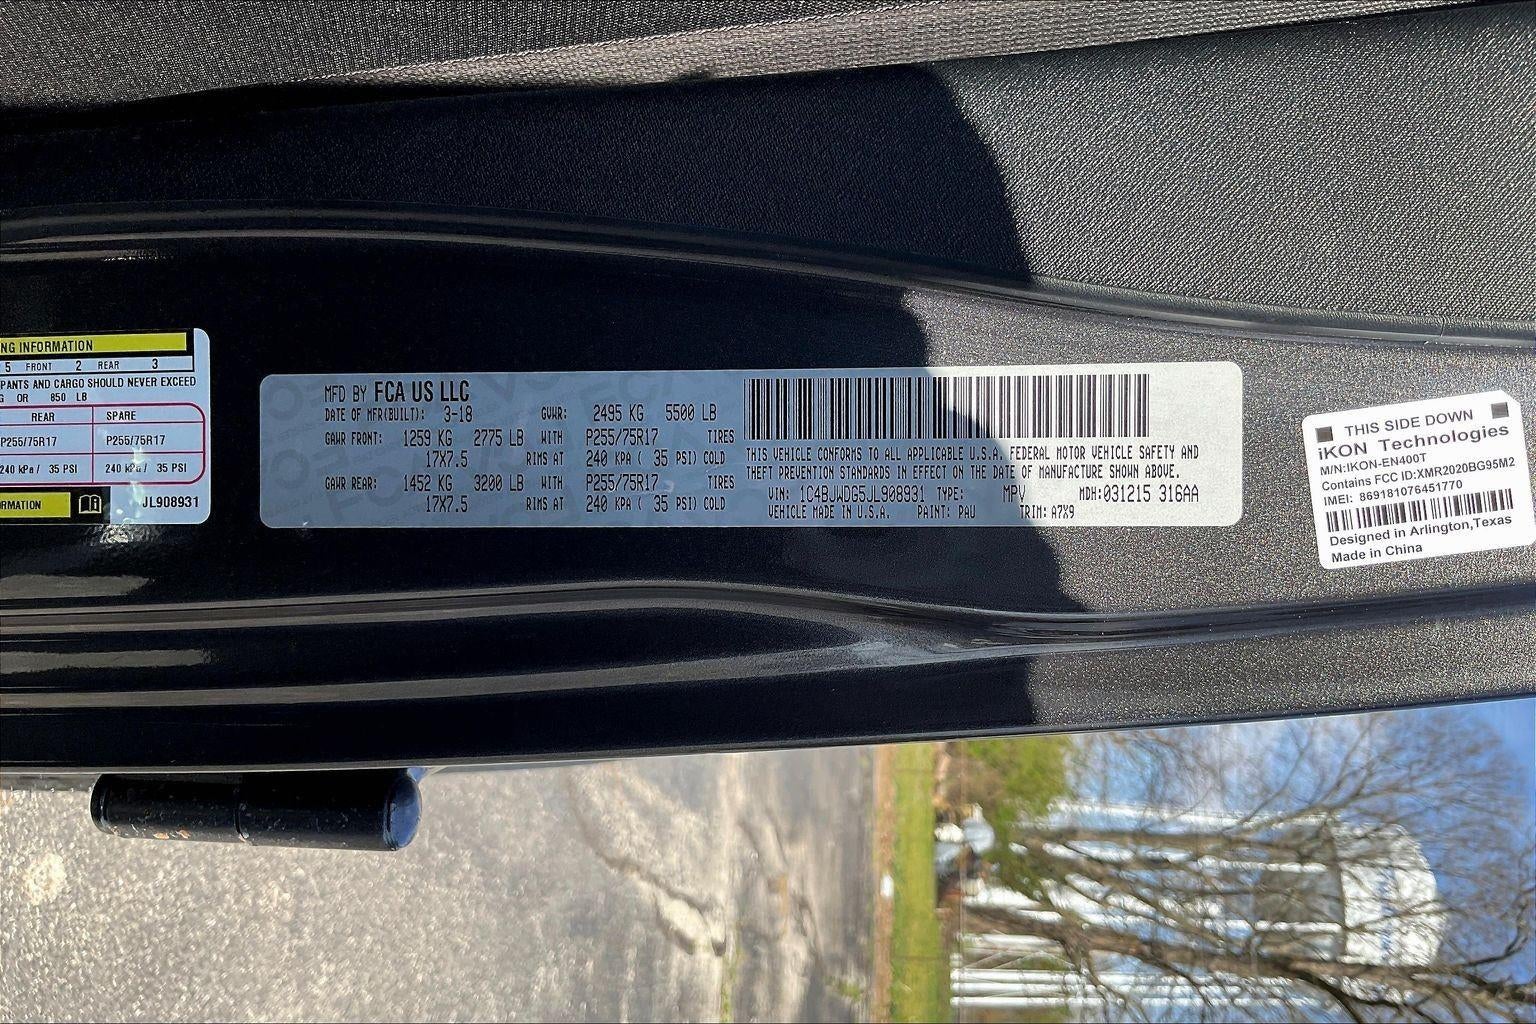 NG INFORMATION
5 FRONT 2 REAR 3
PANTS AND CARGO SHOULD NEVER EXCEED
G OR 850 LB
REAR SPARE
P255/75R17 P255/75R17
240 kPa / 35 PSI 240 kPa / 35 PSI
RMATION
JL908931
MFD BY FCA US LLC
DATE OF MFR(BUILT): 3-18 GVWR: 2495 KG 5500 LB
GAWR FRONT: 1259 KG 2775 LB WITH P255/75R17 TIRES
17X7.5 RIMS AT 240 KPA ( 35 PSI) COLD
GAWR REAR: 1452 KG 3200 LB WITH P255/75R17 TIRES
17X7.5 RIMS AT 240 KPA ( 35 PSI) COLD
THIS VEHICLE CONFORMS TO ALL APPLICABLE U.S.A. FEDERAL MOTOR VEHICLE SAFETY AND
THEFT PREVENTION STANDARDS IN EFFECT ON THE DATE OF MANUFACTURE SHOWN ABOVE.
VIN: 1C4BJWDG5JL908931 TYPE: MPV MDH:031215 316AA
VEHICLE MADE IN U.S.A. PAINT: PAU TRIM: A7X9
THIS SIDE DOWN
iKON Technologies
M/N:IKON-EN400T
Contains FCC ID:XMR2020BG95M2
IMEI: 869181076451770
Designed in Arlington,Texas
Made in China